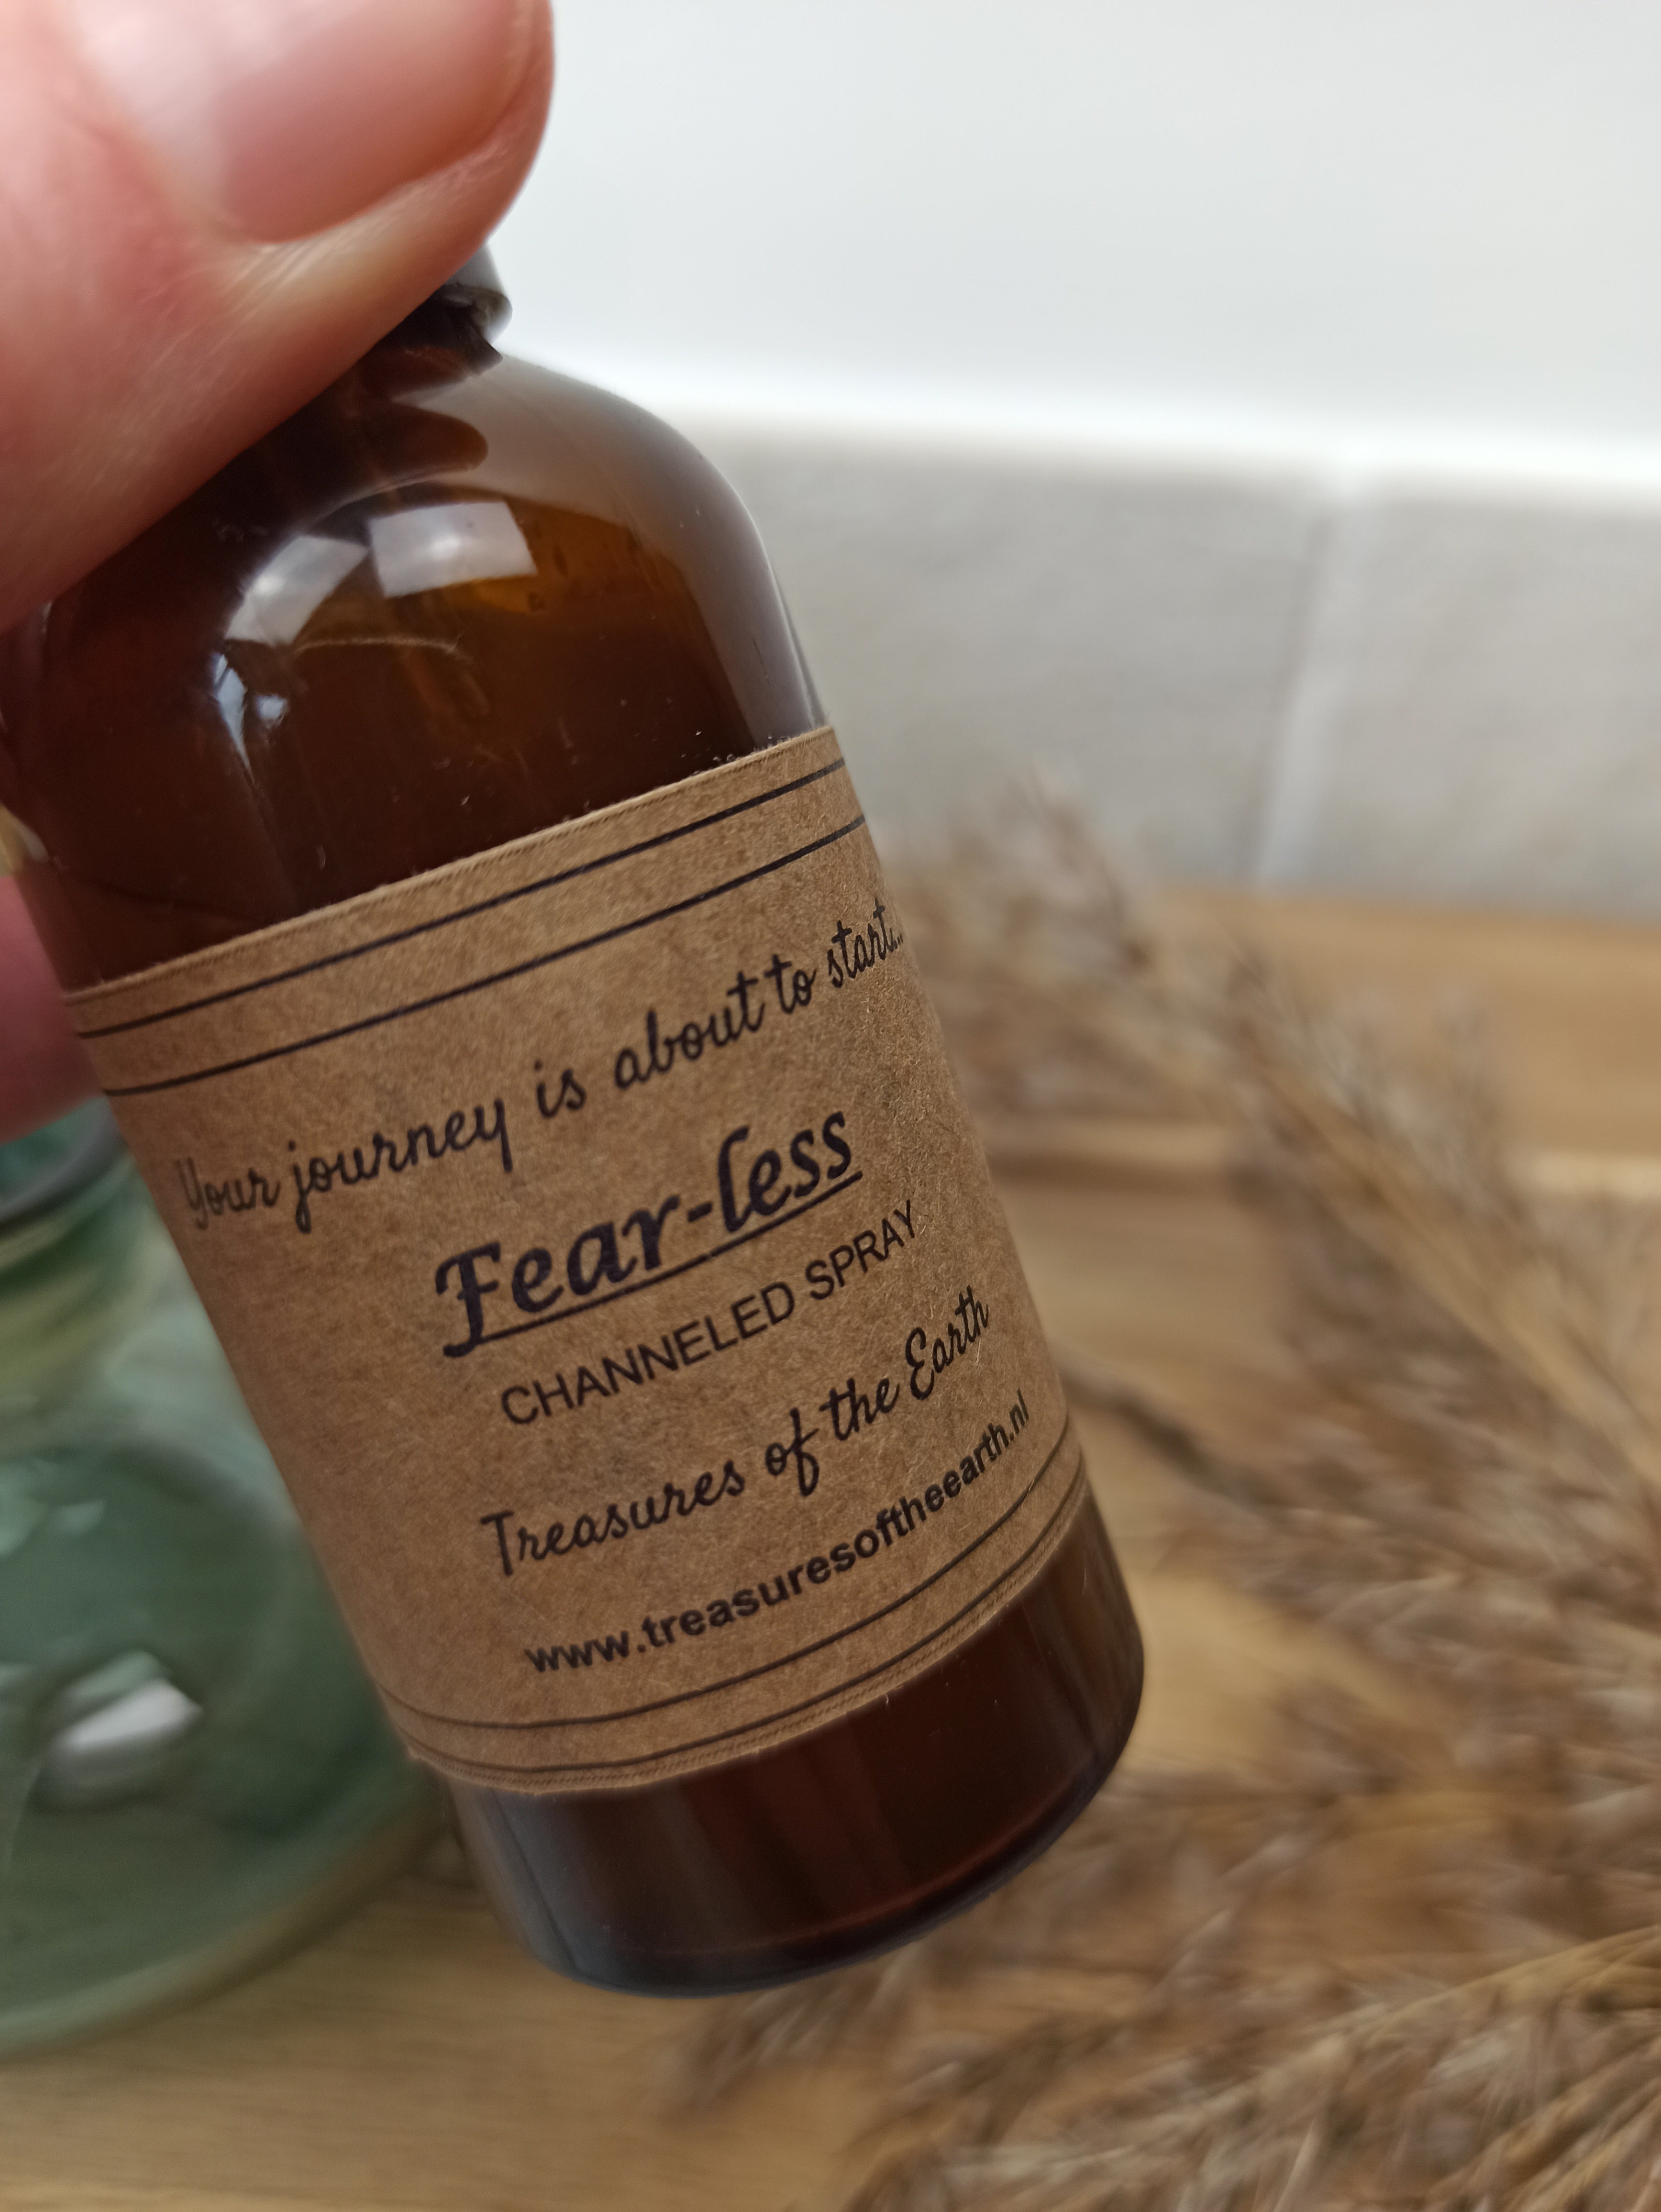 Your journey is about to start...
Fear-less
CHANNELED SPRAY
Treasures of the Earth
www.treasuresoftheearth.nl